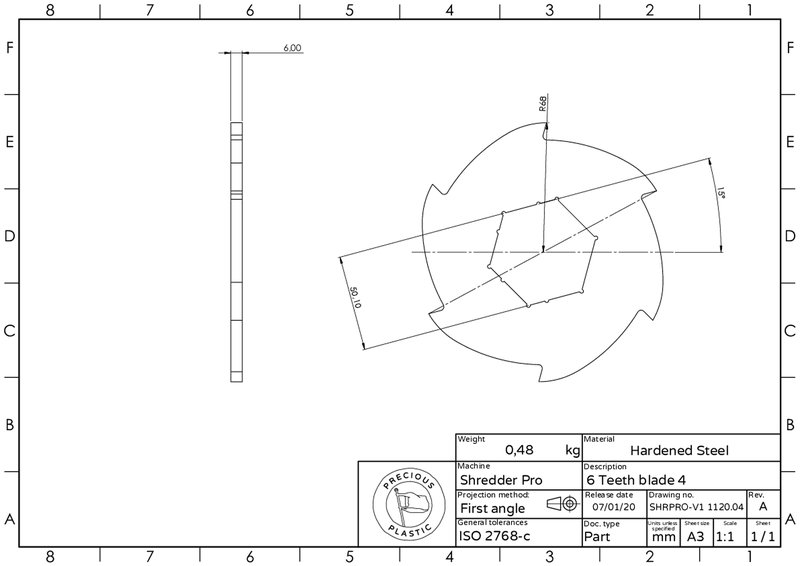 8 7 6 5 4 3 2 1
F F
6,00
R68
E E
15°
D D
50,10
C C
B B
Weight
0,48 kg
Material
Hardened Steel
Machine
Shredder Pro
Description
6 Teeth blade 4
PRECIOUS
PLASTIC
Projection method:
First angle
Release date
07/01/20
Drawing no.
SHRPRO-V1 1120.04
Rev.
A
A A
General tolerances
ISO 2768-c
Doc. type
Part
Units unless
specified
mm
Sheet size
A3
Scale
1:1
Sheet
1 / 1
8 7 6 5 4 3 2 1